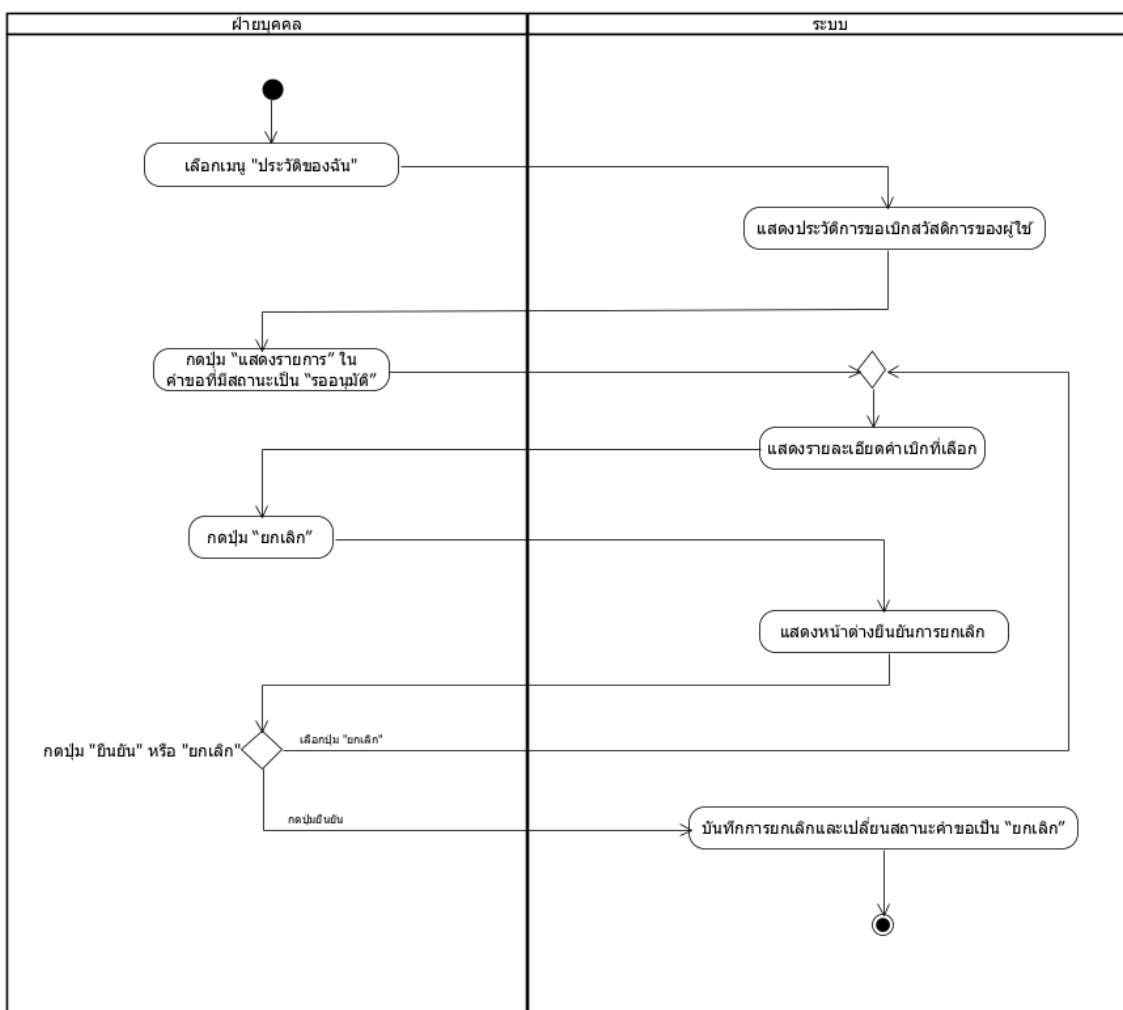 ฝ่ายบุคคล
ระบบ
เลือกเมนู "ประวัติของฉัน"
แสดงประวัติการขอเบิกสวัสดิการของผู้ใช้
กดปุ่ม “แสดงรายการ” ใน
คำขอที่มีสถานะเป็น “รออนุมัติ”
แสดงรายละเอียดคำเบิกที่เลือก
กดปุ่ม “ยกเลิก”
แสดงหน้าต่างยืนยันการยกเลิก
กดปุ่ม "ยืนยัน" หรือ "ยกเลิก"
เลือกปุ่ม "ยกเลิก"
กดปุ่มยืนยัน
บันทึกการยกเลิกและเปลี่ยนสถานะคำขอเป็น “ยกเลิก”